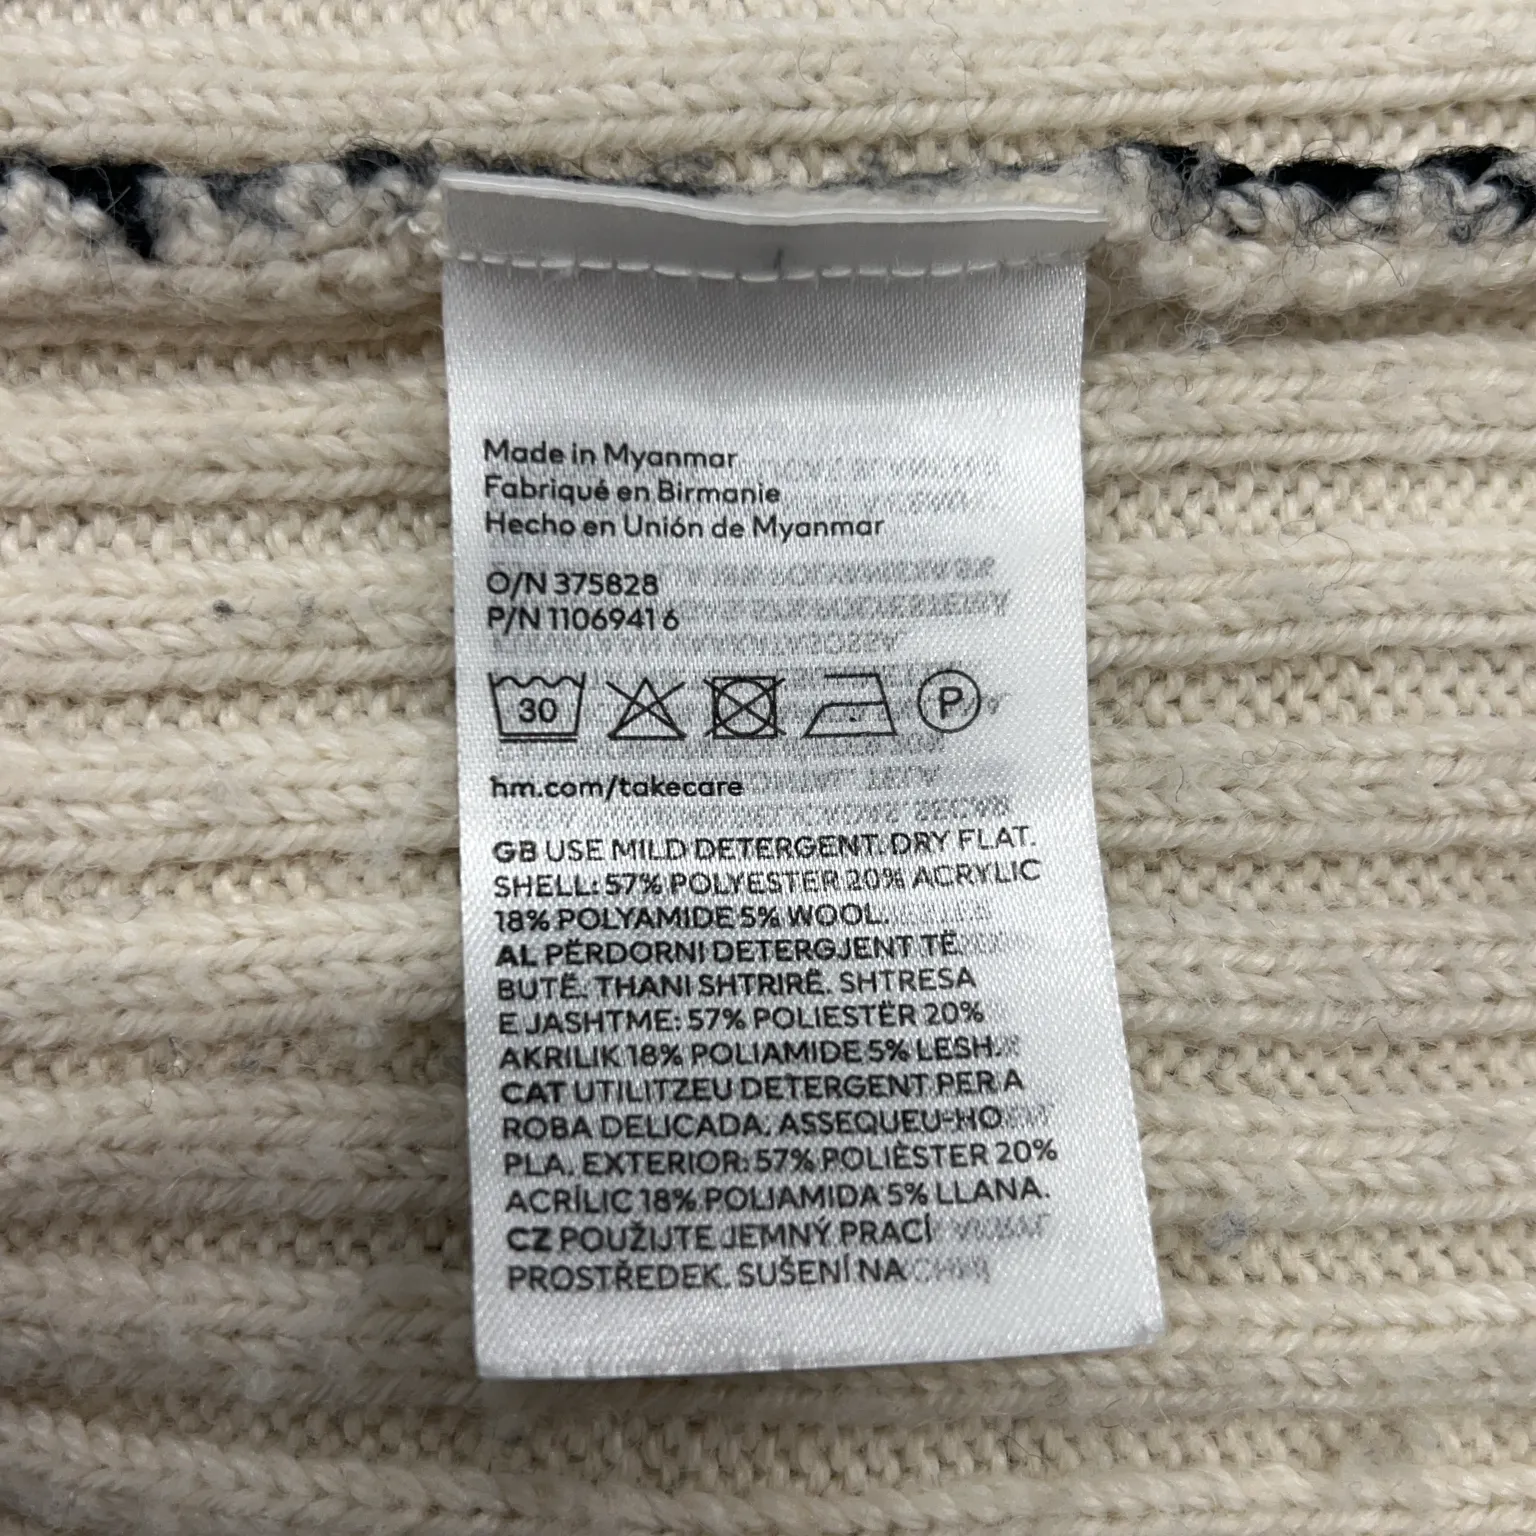 Made in Myanmar
Fabriqué en Birmanie
Hecho en Unión de Myanmar
O/N 375828
P/N 1106941 6
30
P
hm.com/takecare
GB USE MILD DETERGENT. DRY FLAT.
SHELL: 57% POLYESTER 20% ACRYLIC
18% POLYAMIDE 5% WOOL.
AL PËRDORNI DETERGJENT TË
BUTË. THANI SHTRIRË. SHTRESA
E JASHTME: 57% POLIESTËR 20%
AKRILIK 18% POLIAMIDE 5% LESH.
CAT UTILITZEU DETERGENT PER A
ROBA DELICADA. ASSEQUEU-HO
PLA. EXTERIOR: 57% POLIÈSTER 20%
ACRÍLIC 18% POLIAMIDA 5% LLANA.
CZ POUŽIJTE JEMNÝ PRACÍ
PROSTŘEDEK. SUŠENÍ NA